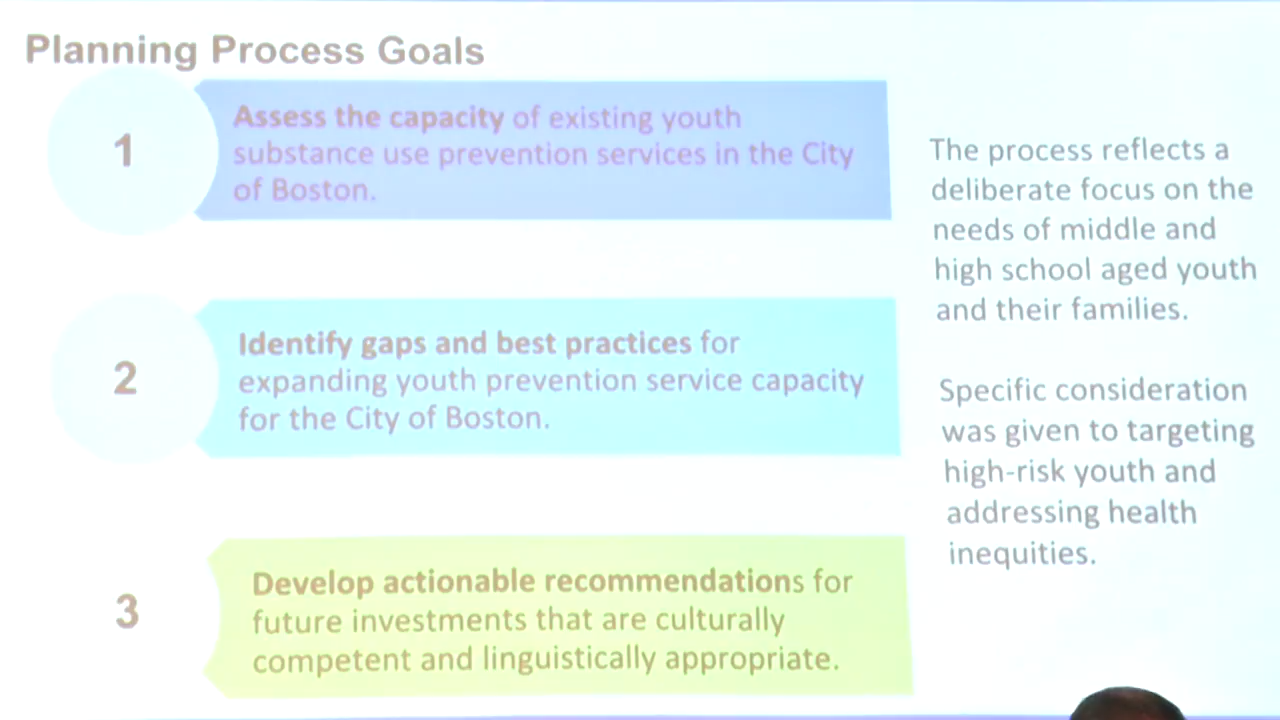 Planning Process Goals
1
Assess the capacity of existing youth
substance use prevention services in the City
of Boston.
2
Identify gaps and best practices for
expanding youth prevention service capacity
for the City of Boston.
3
Develop actionable recommendations for
future investments that are culturally
competent and linguistically appropriate.
The process reflects a
deliberate focus on the
needs of middle and
high school aged youth
and their families.
Specific consideration
was given to targeting
high-risk youth and
addressing health
inequities.